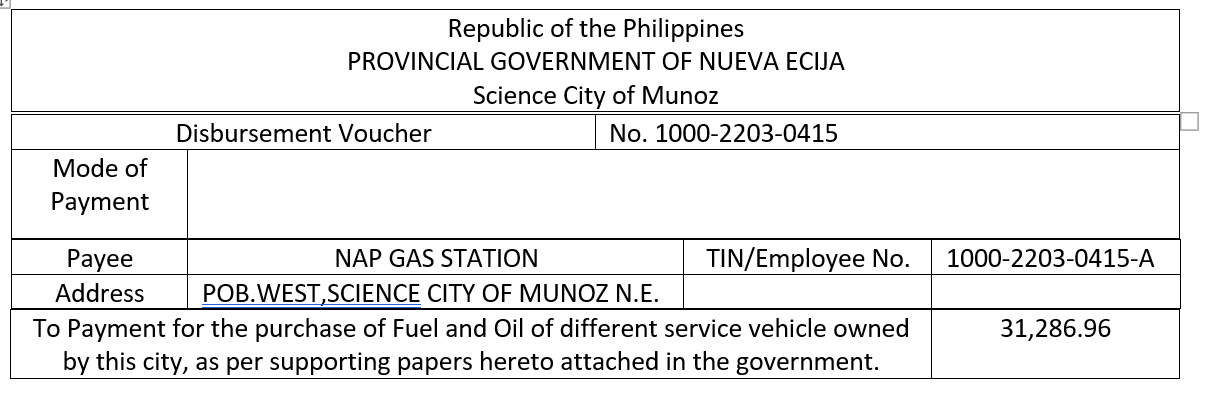 Republic of the Philippines
PROVINCIAL GOVERNMENT OF NUEVA ECIJA
Science City of Munoz
Disbursement Voucher No. 1000-2203-0415
Mode of
Payment
Payee NAP GAS STATION TIN/Employee No. 1000-2203-0415-A
Address POB.WEST,SCIENCE CITY OF MUNOZ N.E.
To Payment for the purchase of Fuel and Oil of different service vehicle owned 31,286.96
by this city, as per supporting papers hereto attached in the government.